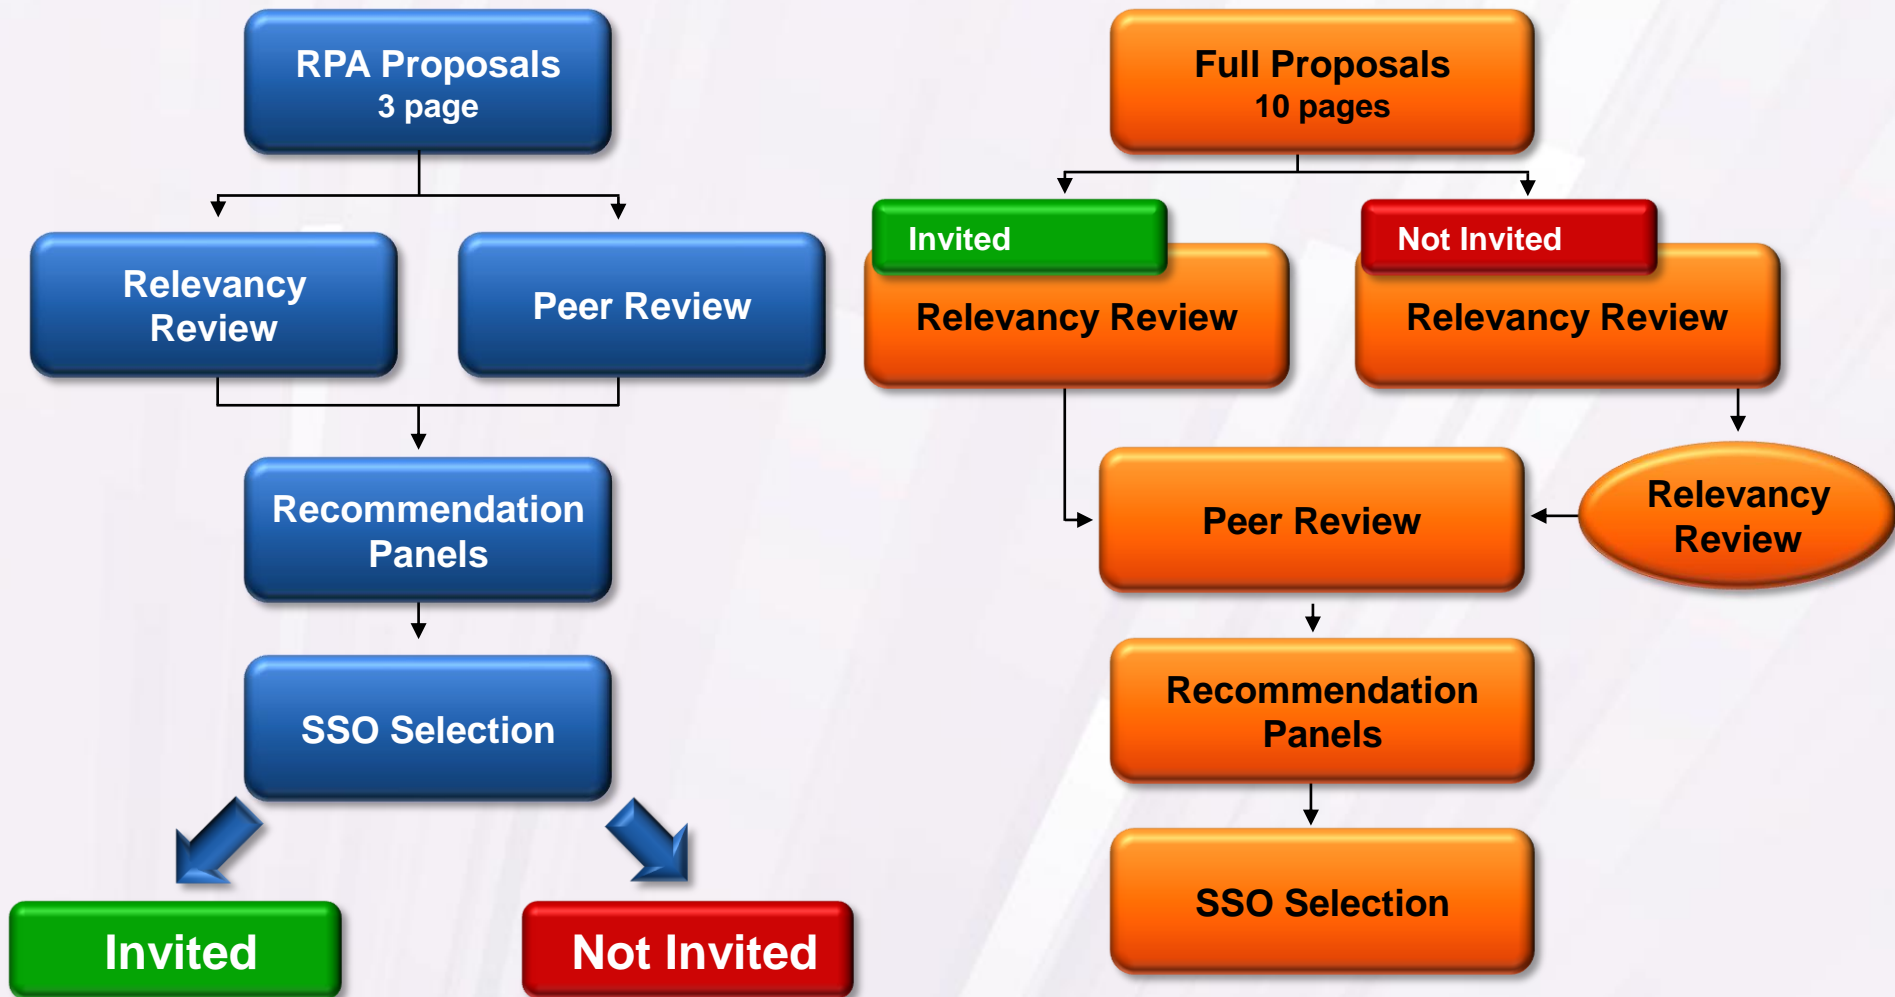 RPA Proposals
3 page
Relevancy
Review
Peer Review
Recommendation
Panels
SSO Selection
Invited
Not Invited
Full Proposals
10 pages
Invited
Relevancy Review
Not Invited
Relevancy Review
Relevancy
Review
Peer Review
Recommendation
Panels
SSO Selection